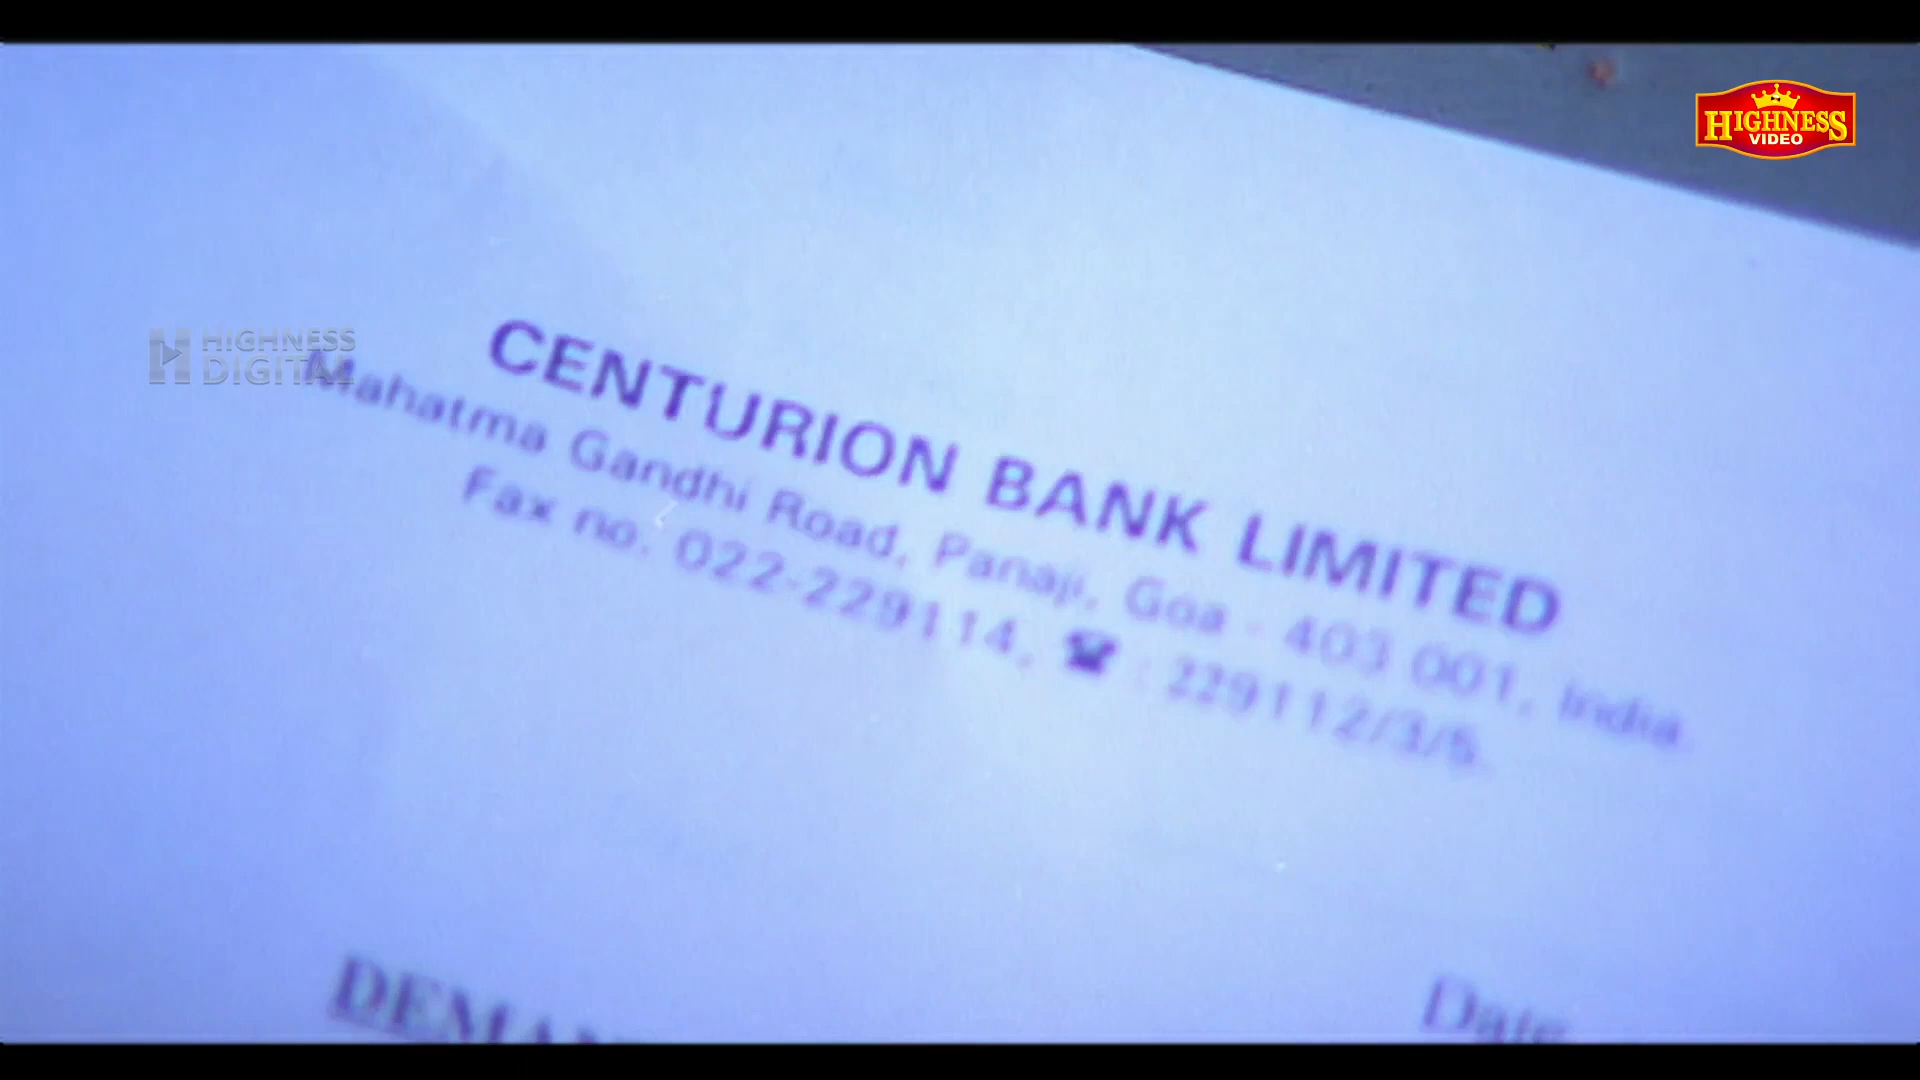 HIGHNESS
VIDEO
HIGHNESS
DIGITAL
CENTURION BANK LIMITED
Mahatma Gandhi Road, Panaji, Goa - 403 001, India.
Fax no. 022-229114, ☎ : 229112/3/5.
Date